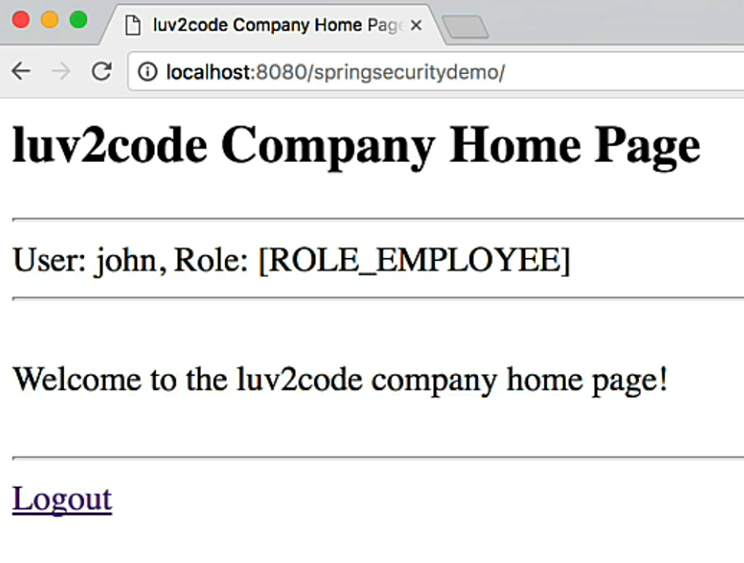 luv2code Company Home Pag
localhost:8080/springsecuritydemo/
luv2code Company Home Page
User: john, Role: [ROLE_EMPLOYEE]
Welcome to the luv2code company home page!
Logout